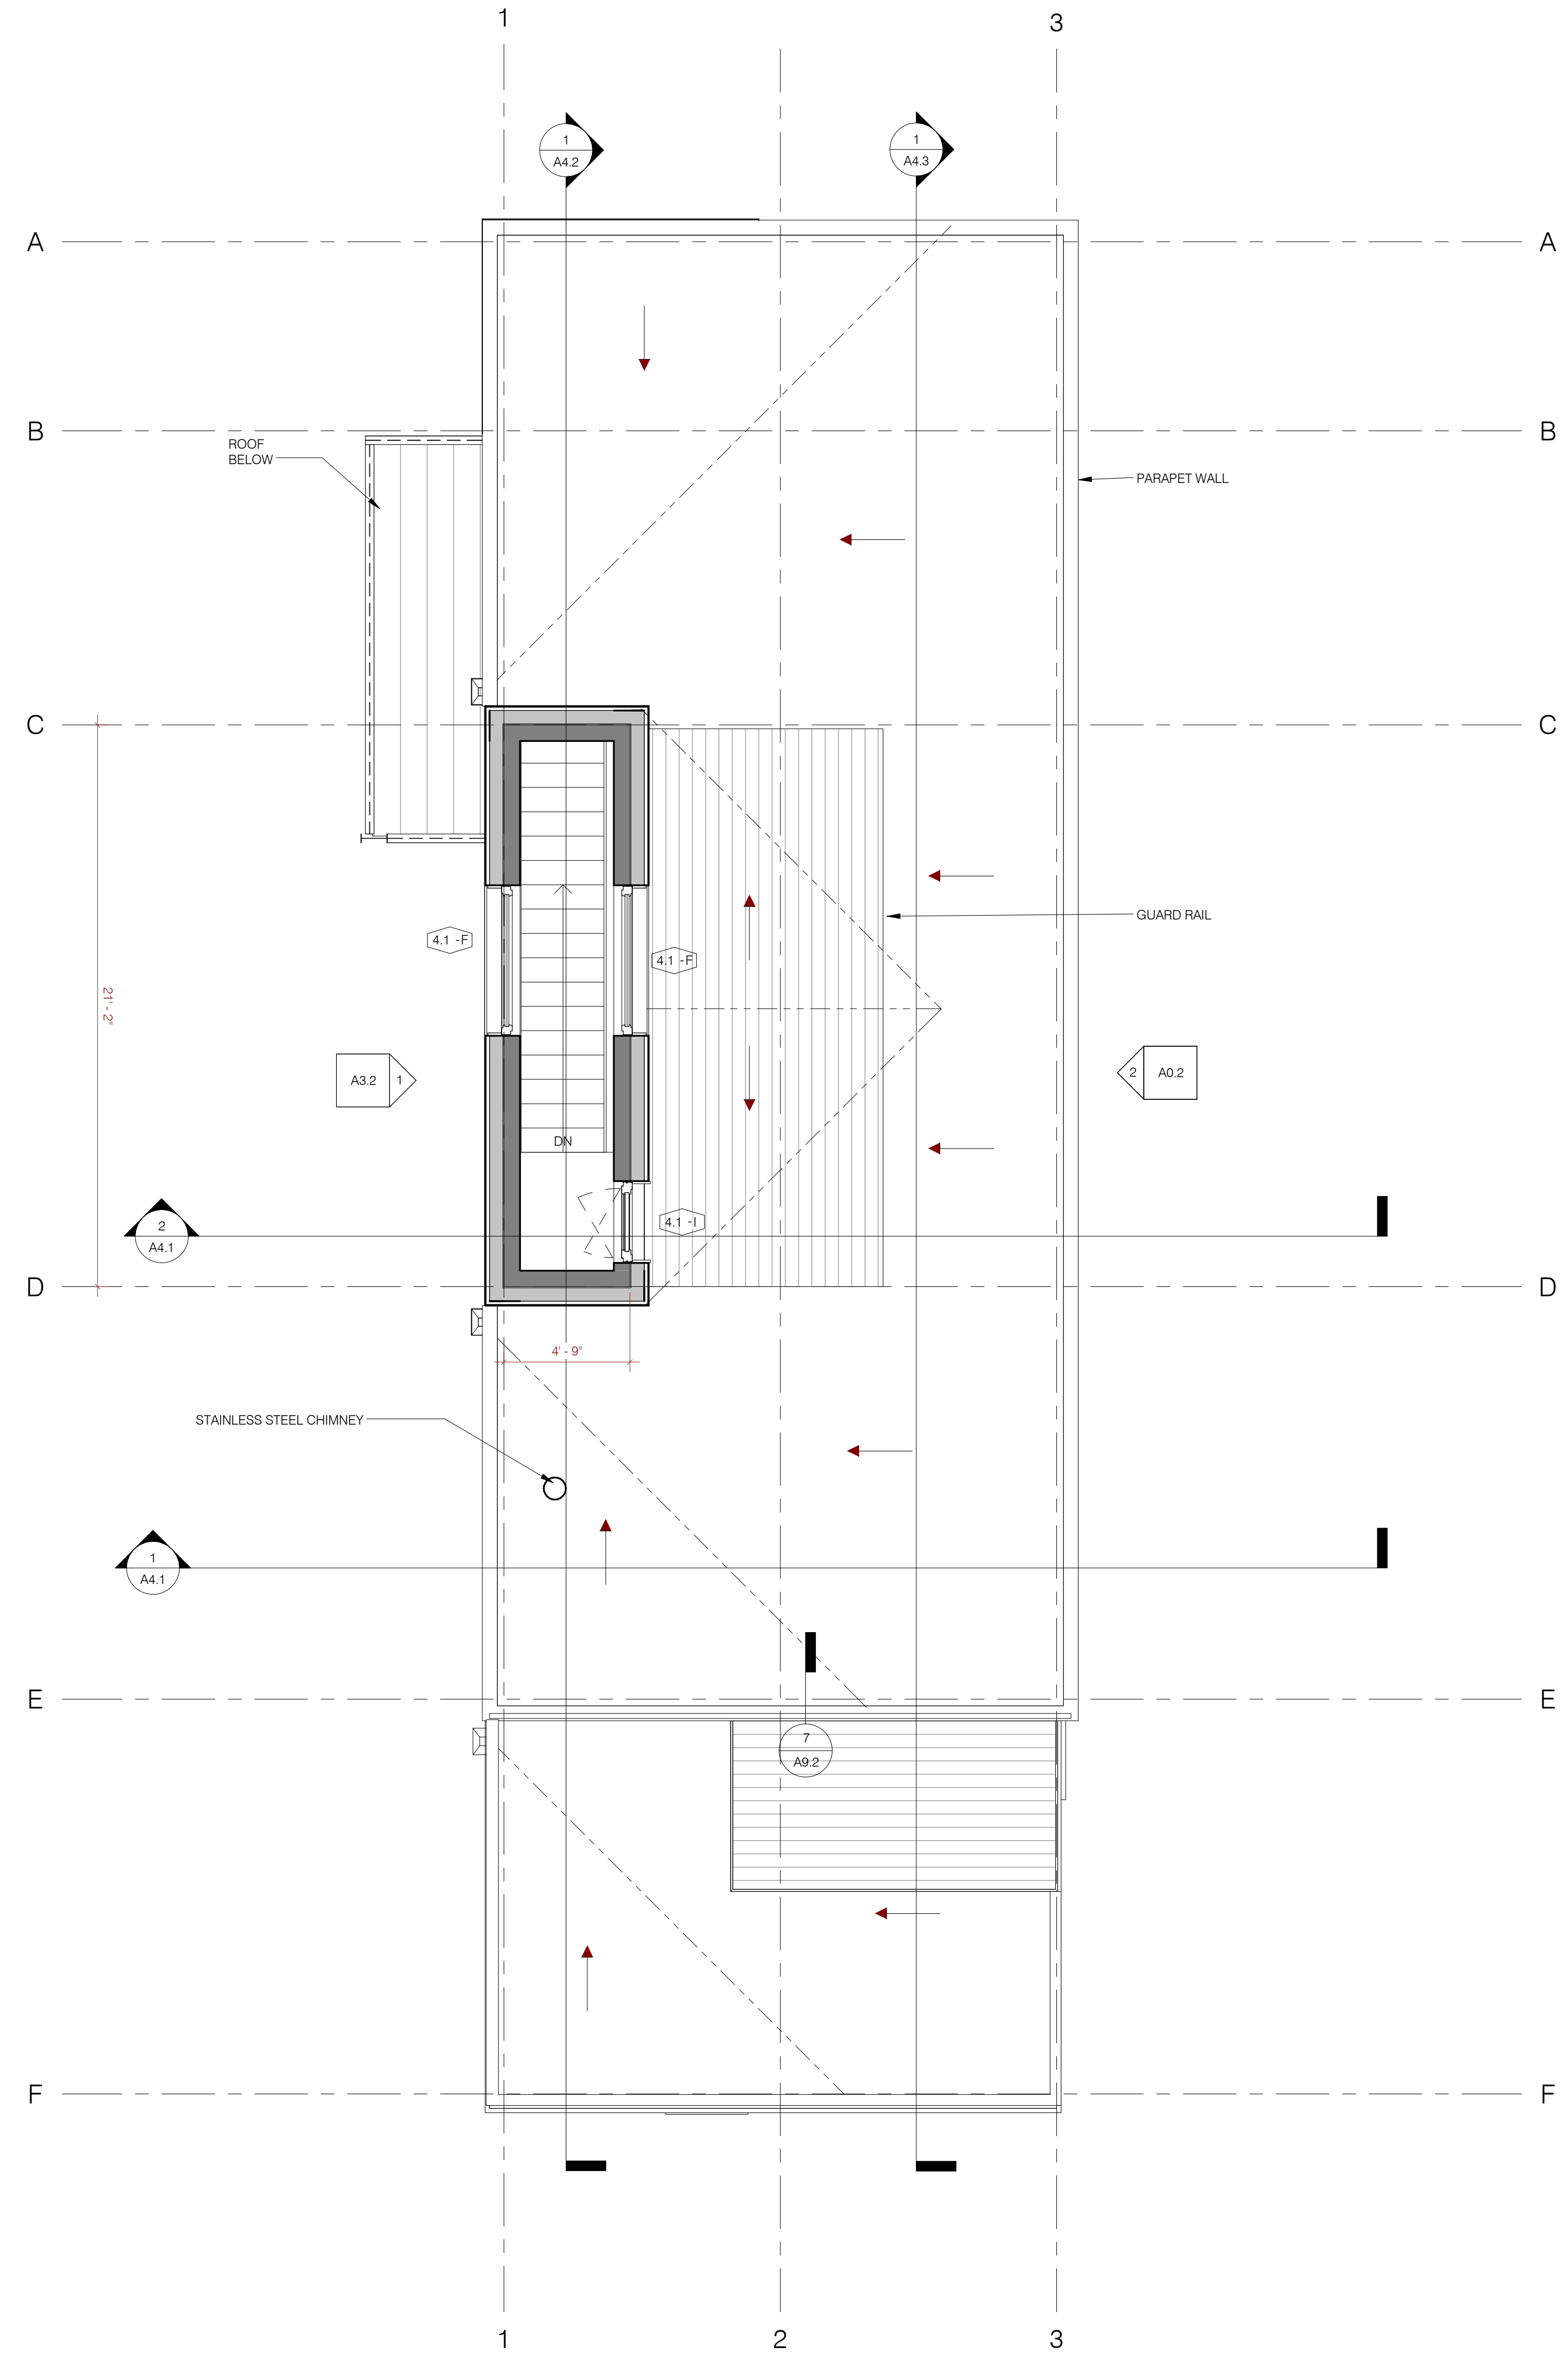 1
3
1
A4.2
1
A4.3
A
A
B
B
ROOF
BELOW
PARAPET WALL
C
C
GUARD RAIL
4.1 -F
4.1 -F
21' - 2"
A3.2
1
2
A0.2
DN
2
A4.1
4.1 -I
D
D
4' - 9"
STAINLESS STEEL CHIMNEY
1
A4.1
E
E
7
A9.2
F
F
1
2
3